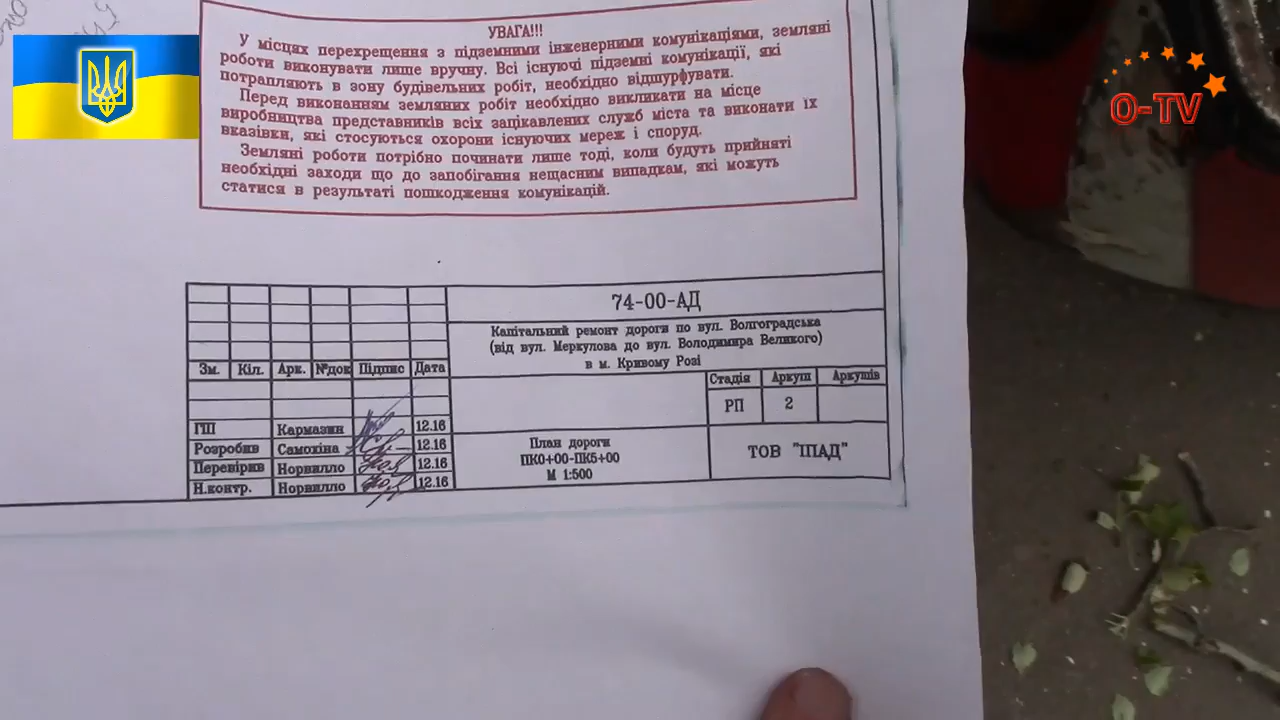 O-TV
УВАГА!!!
У місцях перехрещення з підземними інженерними комунікаціями, земляні
роботи виконувати лише вручну. Всі існуючі підземні комунікації, які
потрапляють в зону будівельних робіт, необхідно відшурфувати.
Перед виконанням земляних робіт необхідно викликати на місце
виробництва представників всіх зацікавлених служб міста та виконати їх
вказівки, які стосуються охорони існуючих мереж і споруд.
Земляні роботи потрібно починати лише тоді, коли будуть прийняті
необхідні заходи що до запобігання нещасним випадкам, які можуть
статися в результаті пошкодження комунікацій.
74-00-АД
Капітальний ремонт дороги по вул. Волгоградська
(від вул. Меркулова до вул. Володимира Великого)
в м. Кривому Розі
Зм. Кіл. Арк. №док Підпис Дата
Стадія Аркуш Аркушів
РП 2
ГІП Кармазин 12.16
Розробив Самохіна 12.16
Перевірив Норвилло 12.16
Н.контр. Норвилло 12.16
План дороги
ПК0+00-ПК5+00
М 1:500
ТОВ "ІПАД"